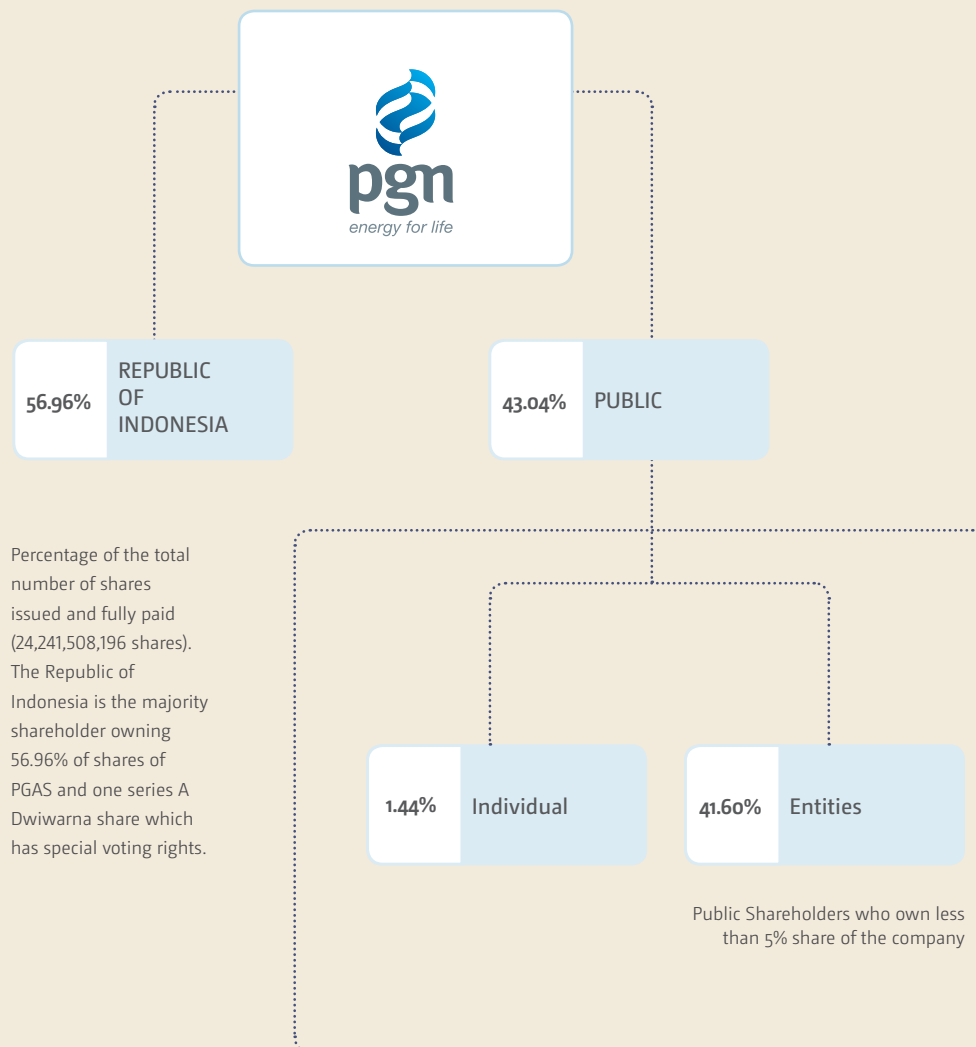 pgn
energy for life
56.96%
REPUBLIC
OF
INDONESIA
43.04%
PUBLIC
Percentage of the total
number of shares
issued and fully paid
(24,241,508,196 shares).
The Republic of
Indonesia is the majority
shareholder owning
56.96% of shares of
PGAS and one series A
Dwiwarna share which
has special voting rights.
1.44%
Individual
41.60%
Entities
Public Shareholders who own less
than 5% share of the company